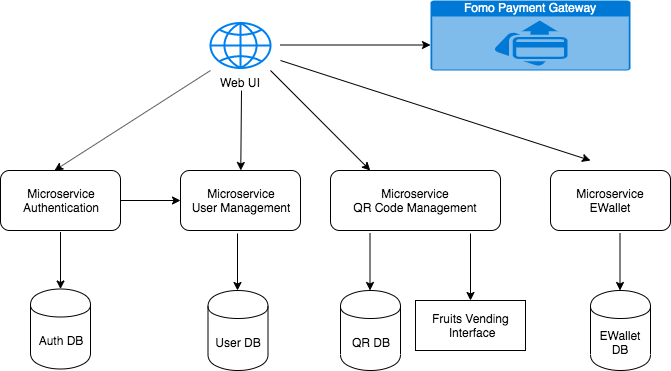 Fomo Payment Gateway
Web UI
Microservice
Authentication
Microservice
User Management
Microservice
QR Code Management
Microservice
EWallet
Auth DB
User DB
QR DB
Fruits Vending
Interface
EWallet
DB